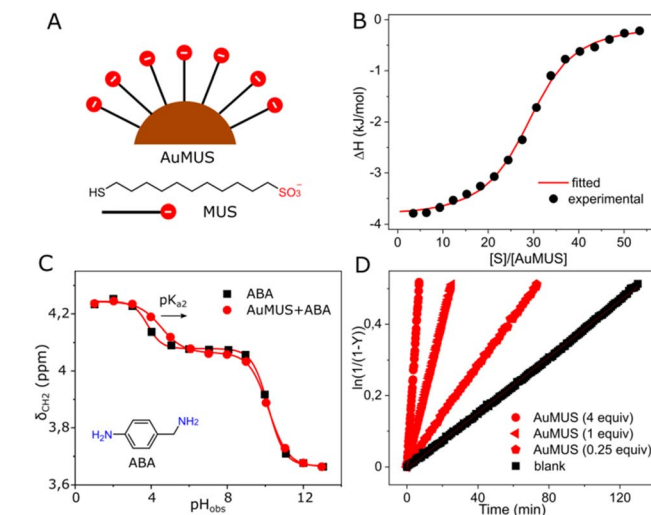 A
AuMUS
HS
SO₃⁻
MUS
B
0
-1
-2
-3
-4
ΔH (kJ/mol)
fitted
experimental
0 10 20 30 40 50
[S]/[AuMUS]
C
4,2
4
3,8
3,6
δCH2 (ppm)
pKa2
ABA
AuMUS+ABA
H₂N
NH₂
ABA
0 4 8 12
pHobs
D
0,4
0,2
0
ln(1/(1-Y))
AuMUS (4 equiv)
AuMUS (1 equiv)
AuMUS (0.25 equiv)
blank
0 40 80 120
Time (min)